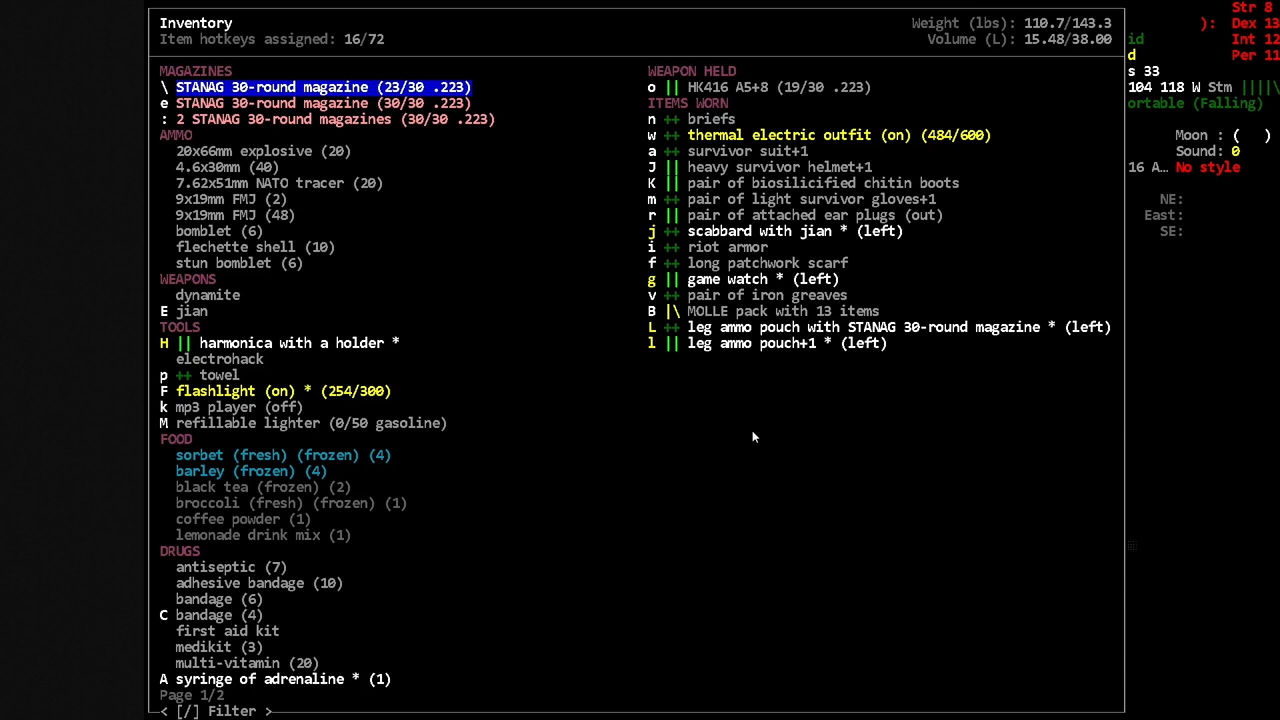 Inventory
Weight (lbs): 110.7/143.3
Item hotkeys assigned: 16/72
Volume (L): 15.48/38.00
MAGAZINES
\ STANAG 30-round magazine (23/30 .223)
e STANAG 30-round magazine (30/30 .223)
: 2 STANAG 30-round magazines (30/30 .223)
AMMO
20x66mm explosive (20)
4.6x30mm (40)
7.62x51mm NATO tracer (20)
9x19mm FMJ (2)
9x19mm FMJ (48)
bomblet (6)
flechette shell (10)
stun bomblet (6)
WEAPONS
dynamite
E jian
TOOLS
H || harmonica with a holder *
electrohack
p ++ towel
F flashlight (on) * (254/300)
k mp3 player (off)
M refillable lighter (0/50 gasoline)
FOOD
sorbet (fresh) (frozen) (4)
barley (frozen) (4)
black tea (frozen) (2)
broccoli (fresh) (frozen) (1)
coffee powder (1)
lemonade drink mix (1)
DRUGS
antiseptic (7)
adhesive bandage (10)
bandage (6)
C bandage (4)
first aid kit
medikit (3)
multi-vitamin (20)
A syringe of adrenaline * (1)
Page 1/2
< [/] Filter >
WEAPON HELD
o || HK416 A5+8 (19/30 .223)
ITEMS WORN
n ++ briefs
w ++ thermal electric outfit (on) (484/600)
a ++ survivor suit+1
J || heavy survivor helmet+1
K || pair of biosilicified chitin boots
m ++ pair of light survivor gloves+1
r || pair of attached ear plugs (out)
j ++ scabbard with jian * (left)
i ++ riot armor
f ++ long patchwork scarf
g || game watch * (left)
v ++ pair of iron greaves
B |\ MOLLE pack with 13 items
L ++ leg ammo pouch with STANAG 30-round magazine * (left)
l || leg ammo pouch+1 * (left)
Str 8
): Dex 13
id Int 12
d Per 11
s 33
104 118 W Stm ||||\
ortable (Falling)
Moon : ( )
Sound: 0
16 A… No style
NE:
East:
SE: